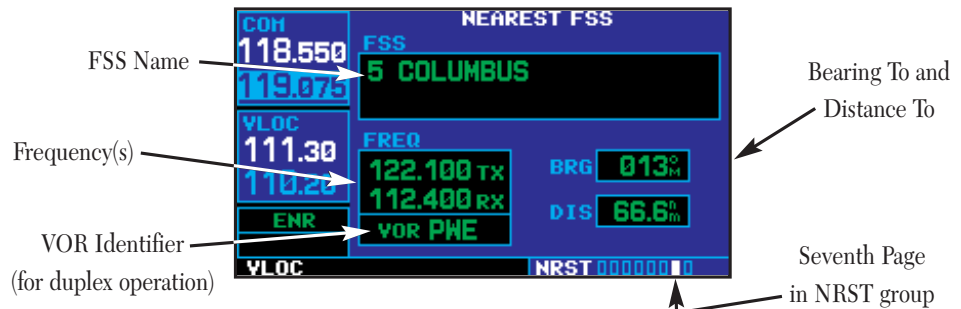 NEAREST FSS
COM
118.550
119.075
FSS
5 COLUMBUS
FSS Name
Bearing To and
Distance To
VLOC
111.30
110.20
FREQ
122.100 TX
112.400 RX
VOR PWE
BRG 013°M
DIS 66.6nm
Frequency(s)
ENR
VOR Identifier
(for duplex operation)
VLOC
NRST
Seventh Page
in NRST group